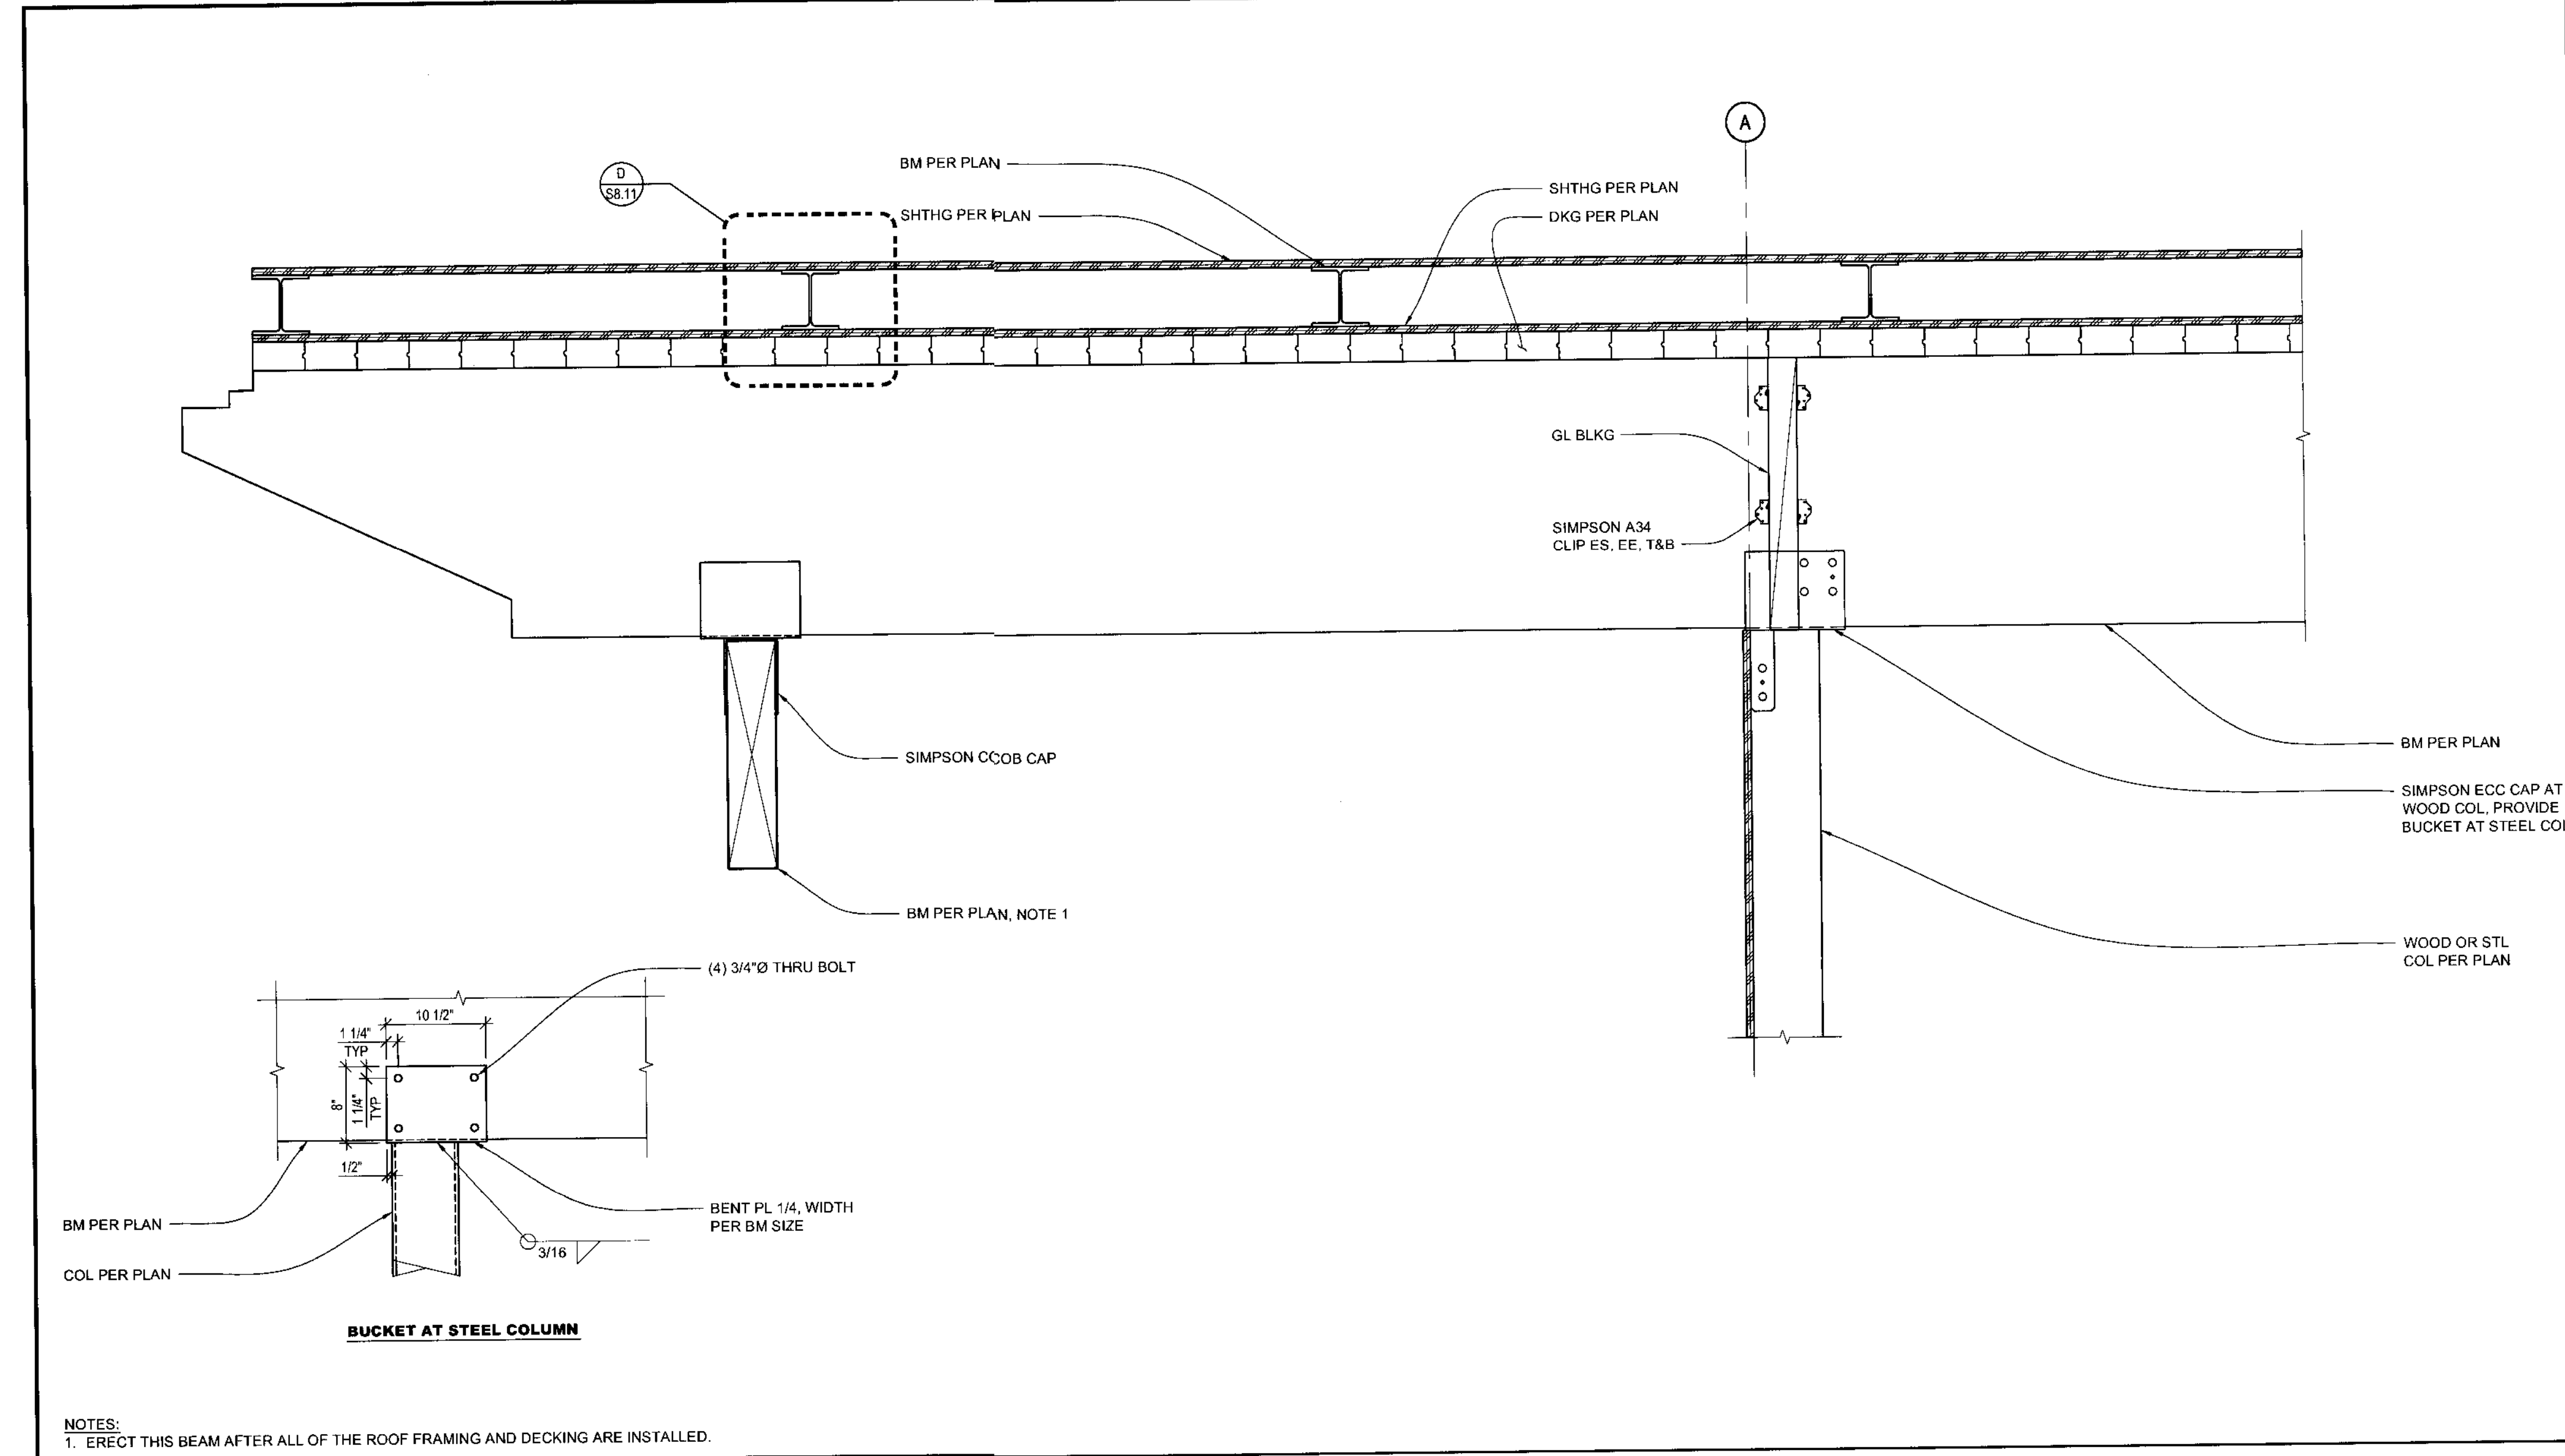 A
BM PER PLAN
D
S8.11
SHTHG PER PLAN
SHTHG PER PLAN
DKG PER PLAN
GL BLKG
SIMPSON A34
CLIP ES, EE, T&B
SIMPSON CCOB CAP
BM PER PLAN
SIMPSON ECC CAP AT
WOOD COL, PROVIDE
BUCKET AT STEEL COL
BM PER PLAN, NOTE 1
WOOD OR STL
COL PER PLAN
(4) 3/4"Ø THRU BOLT
10 1/2"
1 1/4"
TYP
8"
1 1/4"
TYP
1/2"
BM PER PLAN
BENT PL 1/4, WIDTH
PER BM SIZE
3/16
COL PER PLAN
BUCKET AT STEEL COLUMN
NOTES:
1. ERECT THIS BEAM AFTER ALL OF THE ROOF FRAMING AND DECKING ARE INSTALLED.